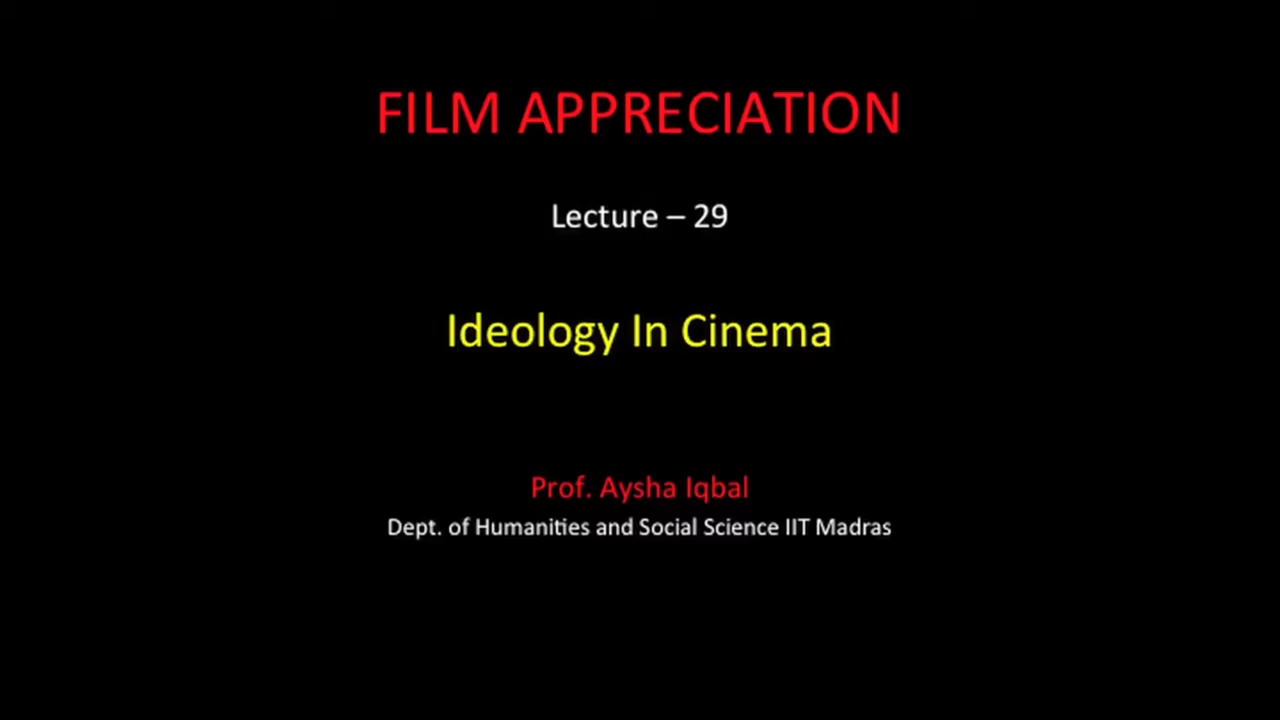 FILM APPRECIATION
Lecture – 29
Ideology In Cinema
Prof. Aysha Iqbal
Dept. of Humanities and Social Science IIT Madras